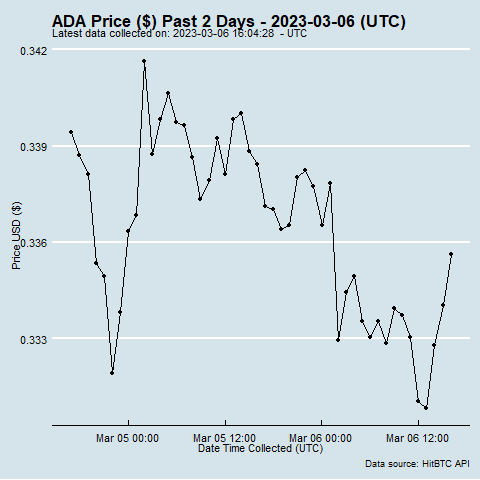 ADA Price ($) Past 2 Days - 2023-03-06 (UTC)
Latest data collected on: 2023-03-06 16:04:28  - UTC
0.342
0.339
0.336
0.333
Price USD ($)
Mar 05 00:00
Mar 05 12:00
Mar 06 00:00
Mar 06 12:00
Date Time Collected (UTC)
Data source: HitBTC API